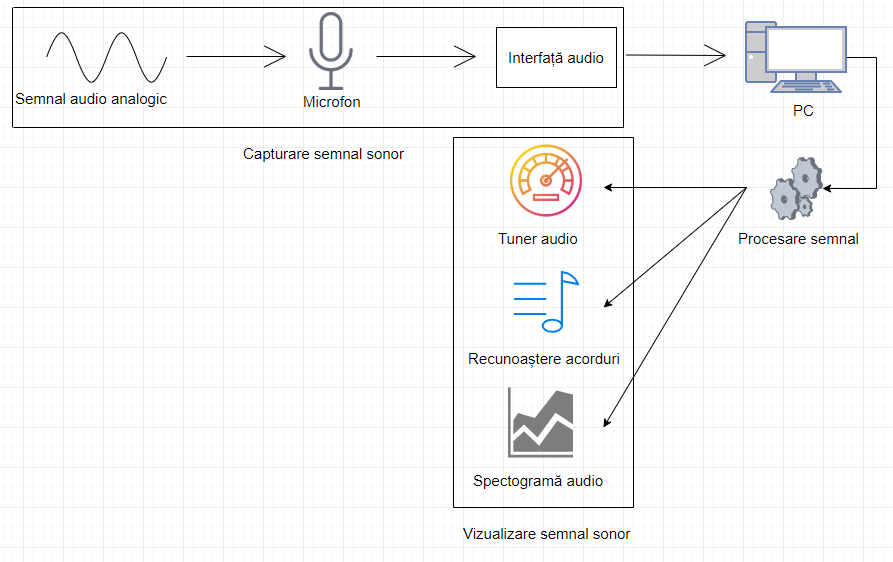 Semnal audio analogic
Microfon
Interfață audio
PC
Capturare semnal sonor
Tuner audio
Procesare semnal
Recunoaștere acorduri
Spectogramă audio
Vizualizare semnal sonor